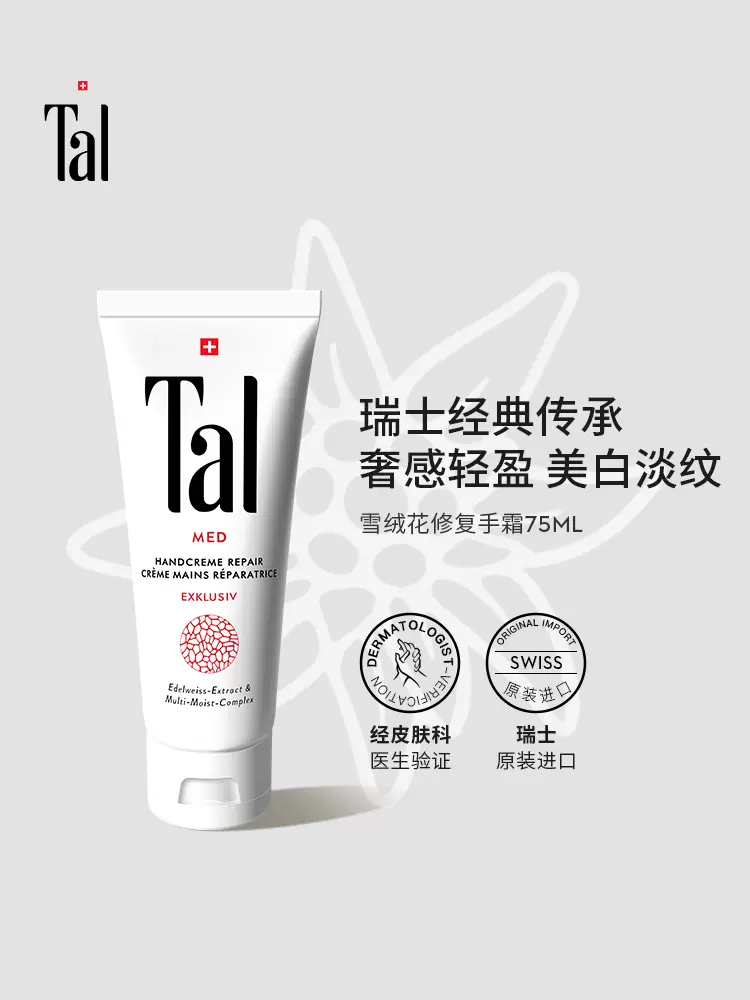 Tal
Tal
MED
HANDCREME REPAIR
CRÈME MAINS RÉPARATRICE
EXKLUSIV
Edelweiss-Extract &
Multi-Moist-Complex
瑞士经典传承
奢感轻盈 美白淡纹
雪绒花修复手霜75ML
DERMATOLOGIST-VERIFICATION
经皮肤科
医生验证
ORIGINAL IMPORT
SWISS
原装进口
瑞士
原装进口